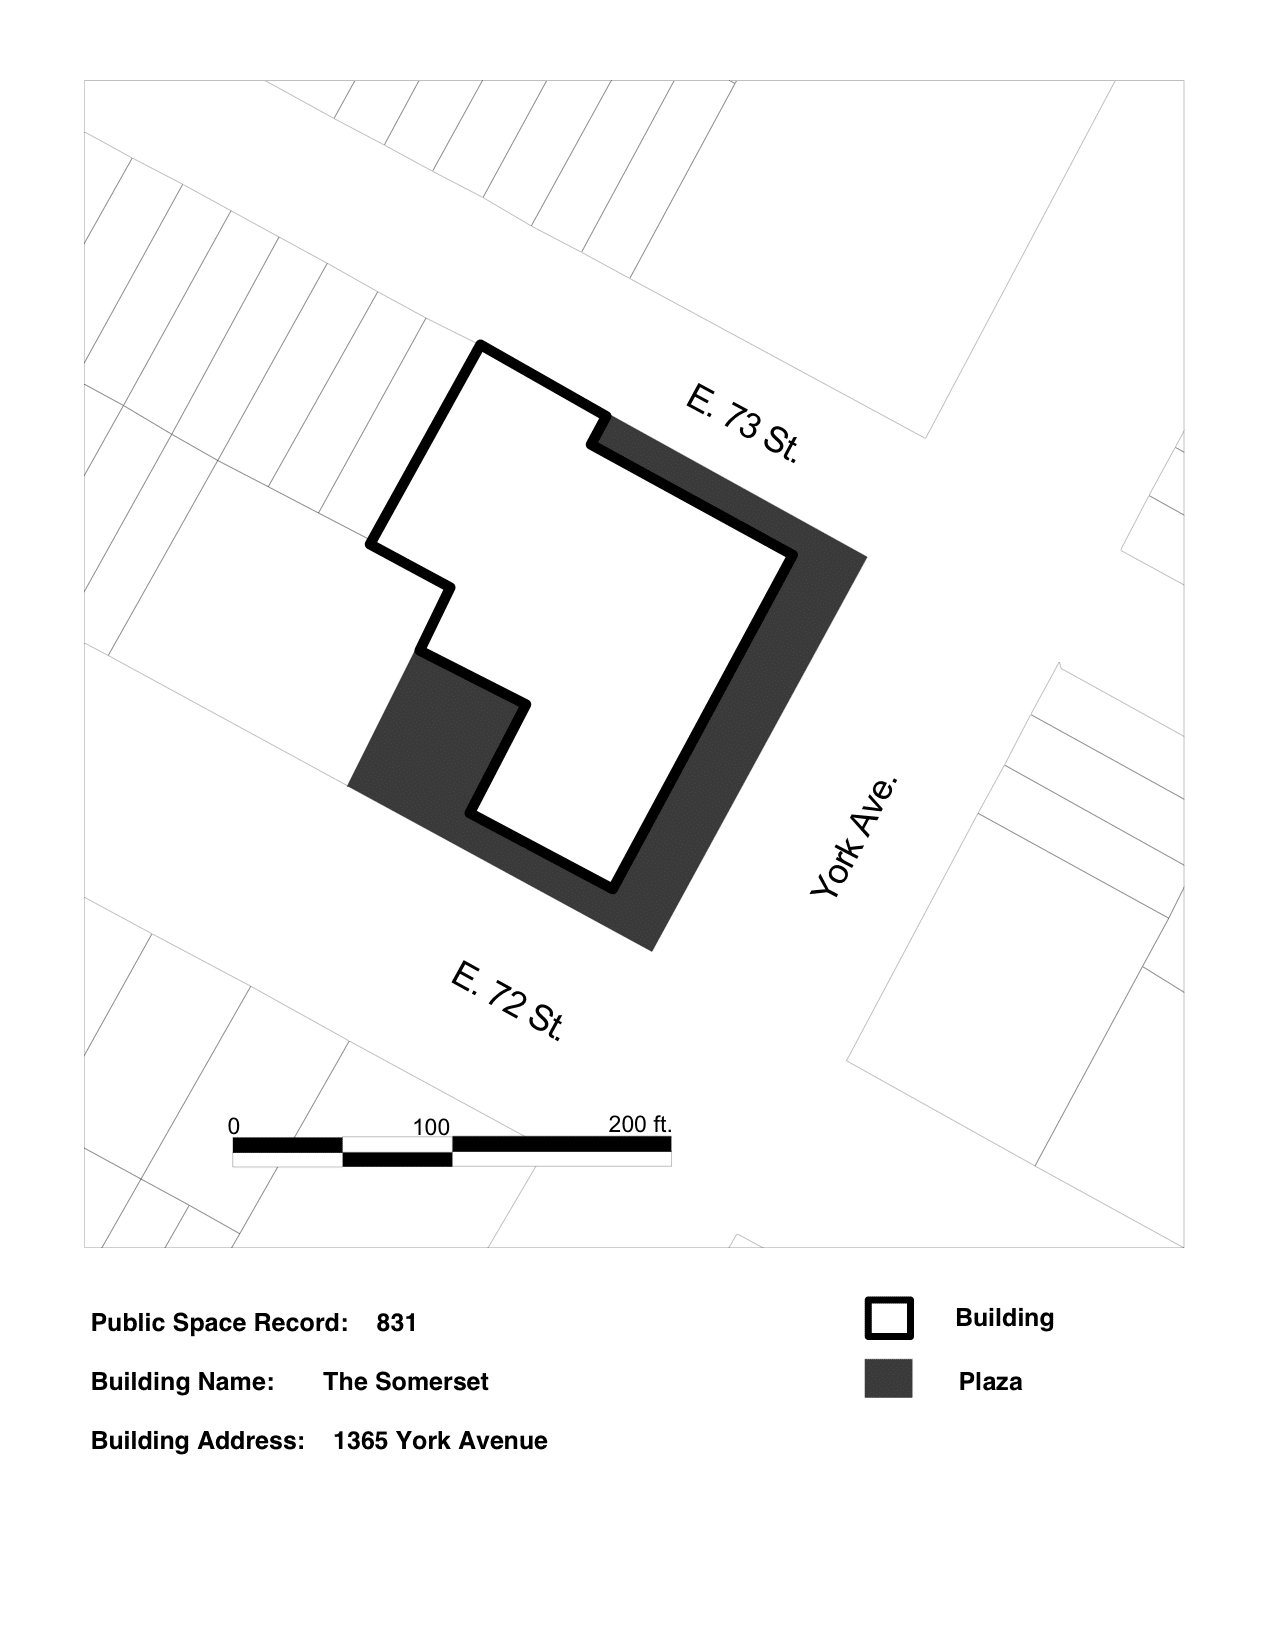 E. 73 St.
York Ave.
E. 72 St.
0 100 200 ft.
Public Space Record: 831
Building Name: The Somerset
Building Address: 1365 York Avenue
Building
Plaza